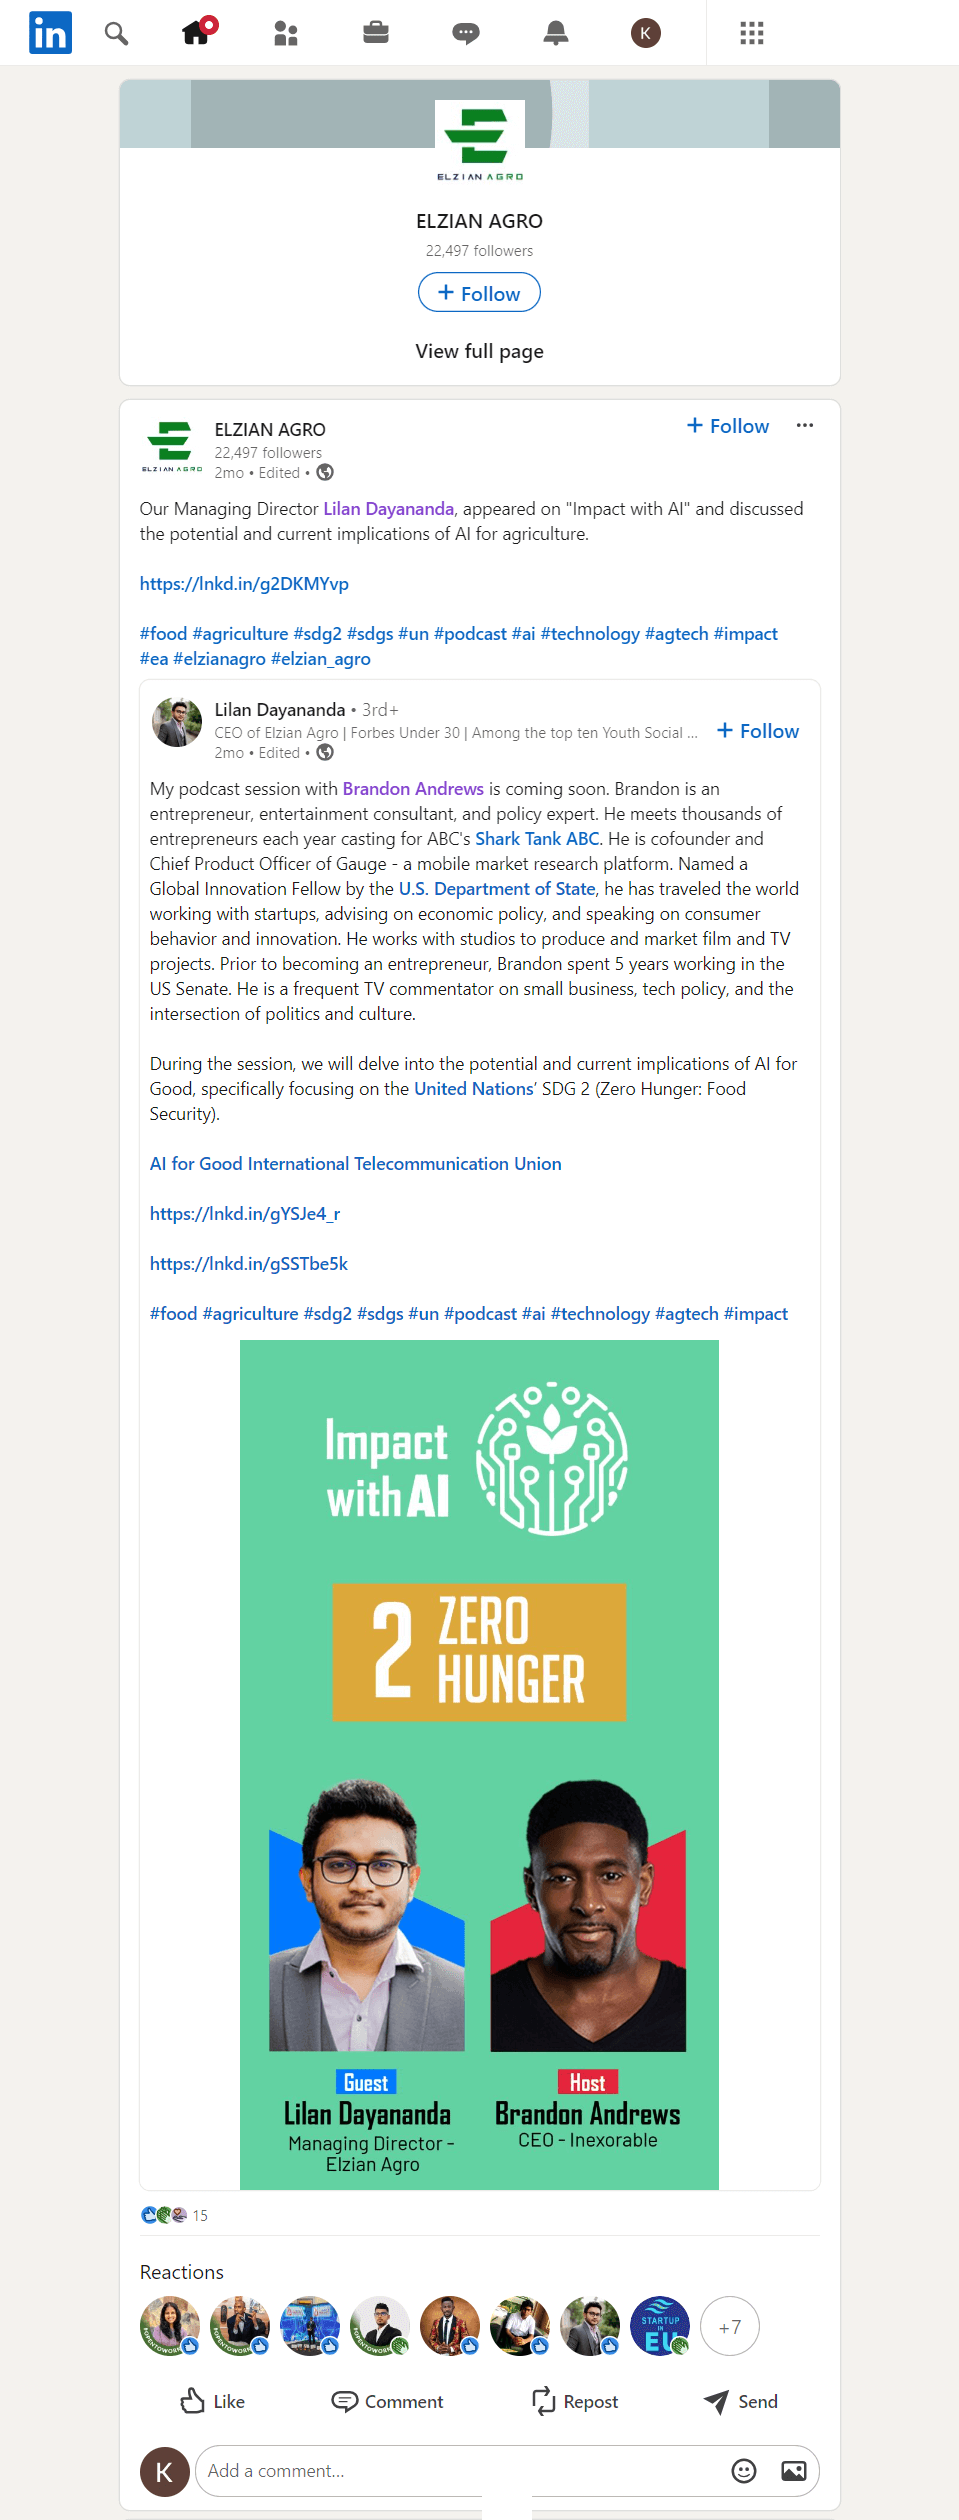 in
K
ELZIAN AGRO
ELZIAN AGRO
22,497 followers
+ Follow
View full page
ELZIAN AGRO
ELZIAN AGRO
22,497 followers
2mo • Edited •
+ Follow
Our Managing Director Lilan Dayananda, appeared on "Impact with AI" and discussed
the potential and current implications of AI for agriculture.
https://lnkd.in/g2DKMYvp
#food #agriculture #sdg2 #sdgs #un #podcast #ai #technology #agtech #impact
#ea #elzianagro #elzian_agro
Lilan Dayananda • 3rd+
CEO of Elzian Agro | Forbes Under 30 | Among the top ten Youth Social ...
2mo • Edited •
+ Follow
My podcast session with Brandon Andrews is coming soon. Brandon is an
entrepreneur, entertainment consultant, and policy expert. He meets thousands of
entrepreneurs each year casting for ABC's Shark Tank ABC. He is cofounder and
Chief Product Officer of Gauge - a mobile market research platform. Named a
Global Innovation Fellow by the U.S. Department of State, he has traveled the world
working with startups, advising on economic policy, and speaking on consumer
behavior and innovation. He works with studios to produce and market film and TV
projects. Prior to becoming an entrepreneur, Brandon spent 5 years working in the
US Senate. He is a frequent TV commentator on small business, tech policy, and the
intersection of politics and culture.
During the session, we will delve into the potential and current implications of AI for
Good, specifically focusing on the United Nations’ SDG 2 (Zero Hunger: Food
Security).
AI for Good International Telecommunication Union
https://lnkd.in/gYSJe4_r
https://lnkd.in/gSSTbe5k
#food #agriculture #sdg2 #sdgs #un #podcast #ai #technology #agtech #impact
Impact
with AI
2 ZERO
HUNGER
Guest
Lilan Dayananda
Managing Director -
Elzian Agro
Host
Brandon Andrews
CEO - Inexorable
15
Reactions
STARTUP
IN
EU
+7
Like
Comment
Repost
Send
K
Add a comment...